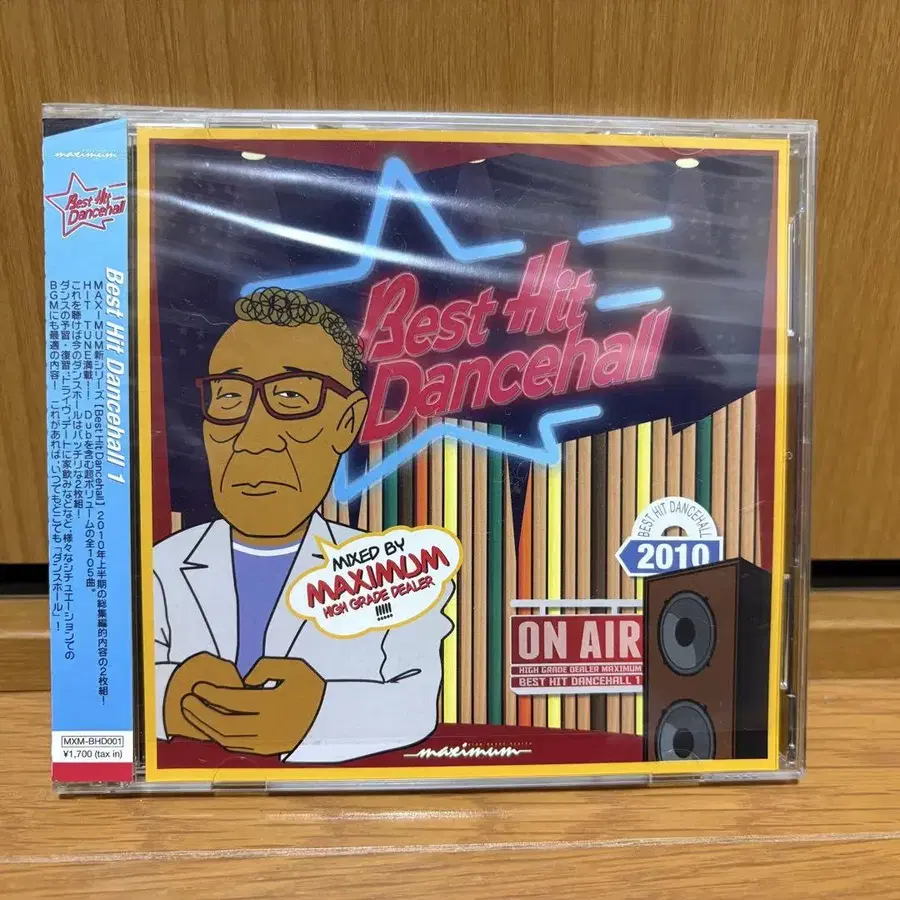 maximum
Best Hit
Dancehall
Best Hit Dancehall 1
MAXIMUM新シリーズ【Best Hit Dancehall】2010年上半期の総集編的内容の2枚組！
HIT TUNE満載！ Dubを含む超ボリュームの全105曲。
これを聴けば今のダンスホールはバッチリな2枚組！
ダンスの予習・復習、ドライヴ、デートに家飲みなどなど、様々なシチュエーションでの
BGMにも最適の内容！ これがあれば、いつでもどこでも「ダンスホール」！
MXM-BHD001
¥1,700 (tax in)
Best Hit
Dancehall
MIXED BY
MAXIMUM
HIGH GRADE DEALER
!!!!!
BEST HIT DANCEHALL
2010
ON AIR
HIGH GRADE DEALER MAXIMUM
BEST HIT DANCEHALL 1
maximum